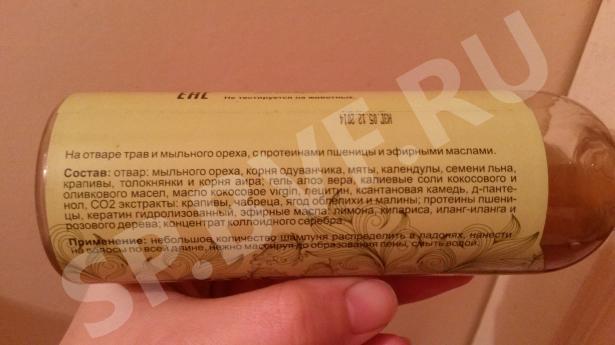 ЕАС Не тестируется на животных.
ИЗГ. 05.12.2014
На отваре трав и мыльного ореха, с протеинами пшеницы и эфирными маслами.
Состав: отвар: мыльного ореха, корня одуванчика, мяты, календулы, семени льна,
крапивы, толокнянки и корня аира; гель алоэ вера, калиевые соли кокосового и
оливкового масел, масло кокосовое virgin, лецитин, ксантановая камедь, д-панте-
нол, СО2 экстракты: крапивы, чабреца, ягод облепихи и малины; протеины пшени-
цы, кератин гидролизованный, эфирные масла: лимона, кипариса, иланг-иланга и
розового дерева; концентрат коллоидного серебра.
Применение: небольшое количество шампуня распределить в ладонях, нанести
на волосы по всей длине, нежно массируя до образования пены, смыть водой.
SP-LOVE.RU